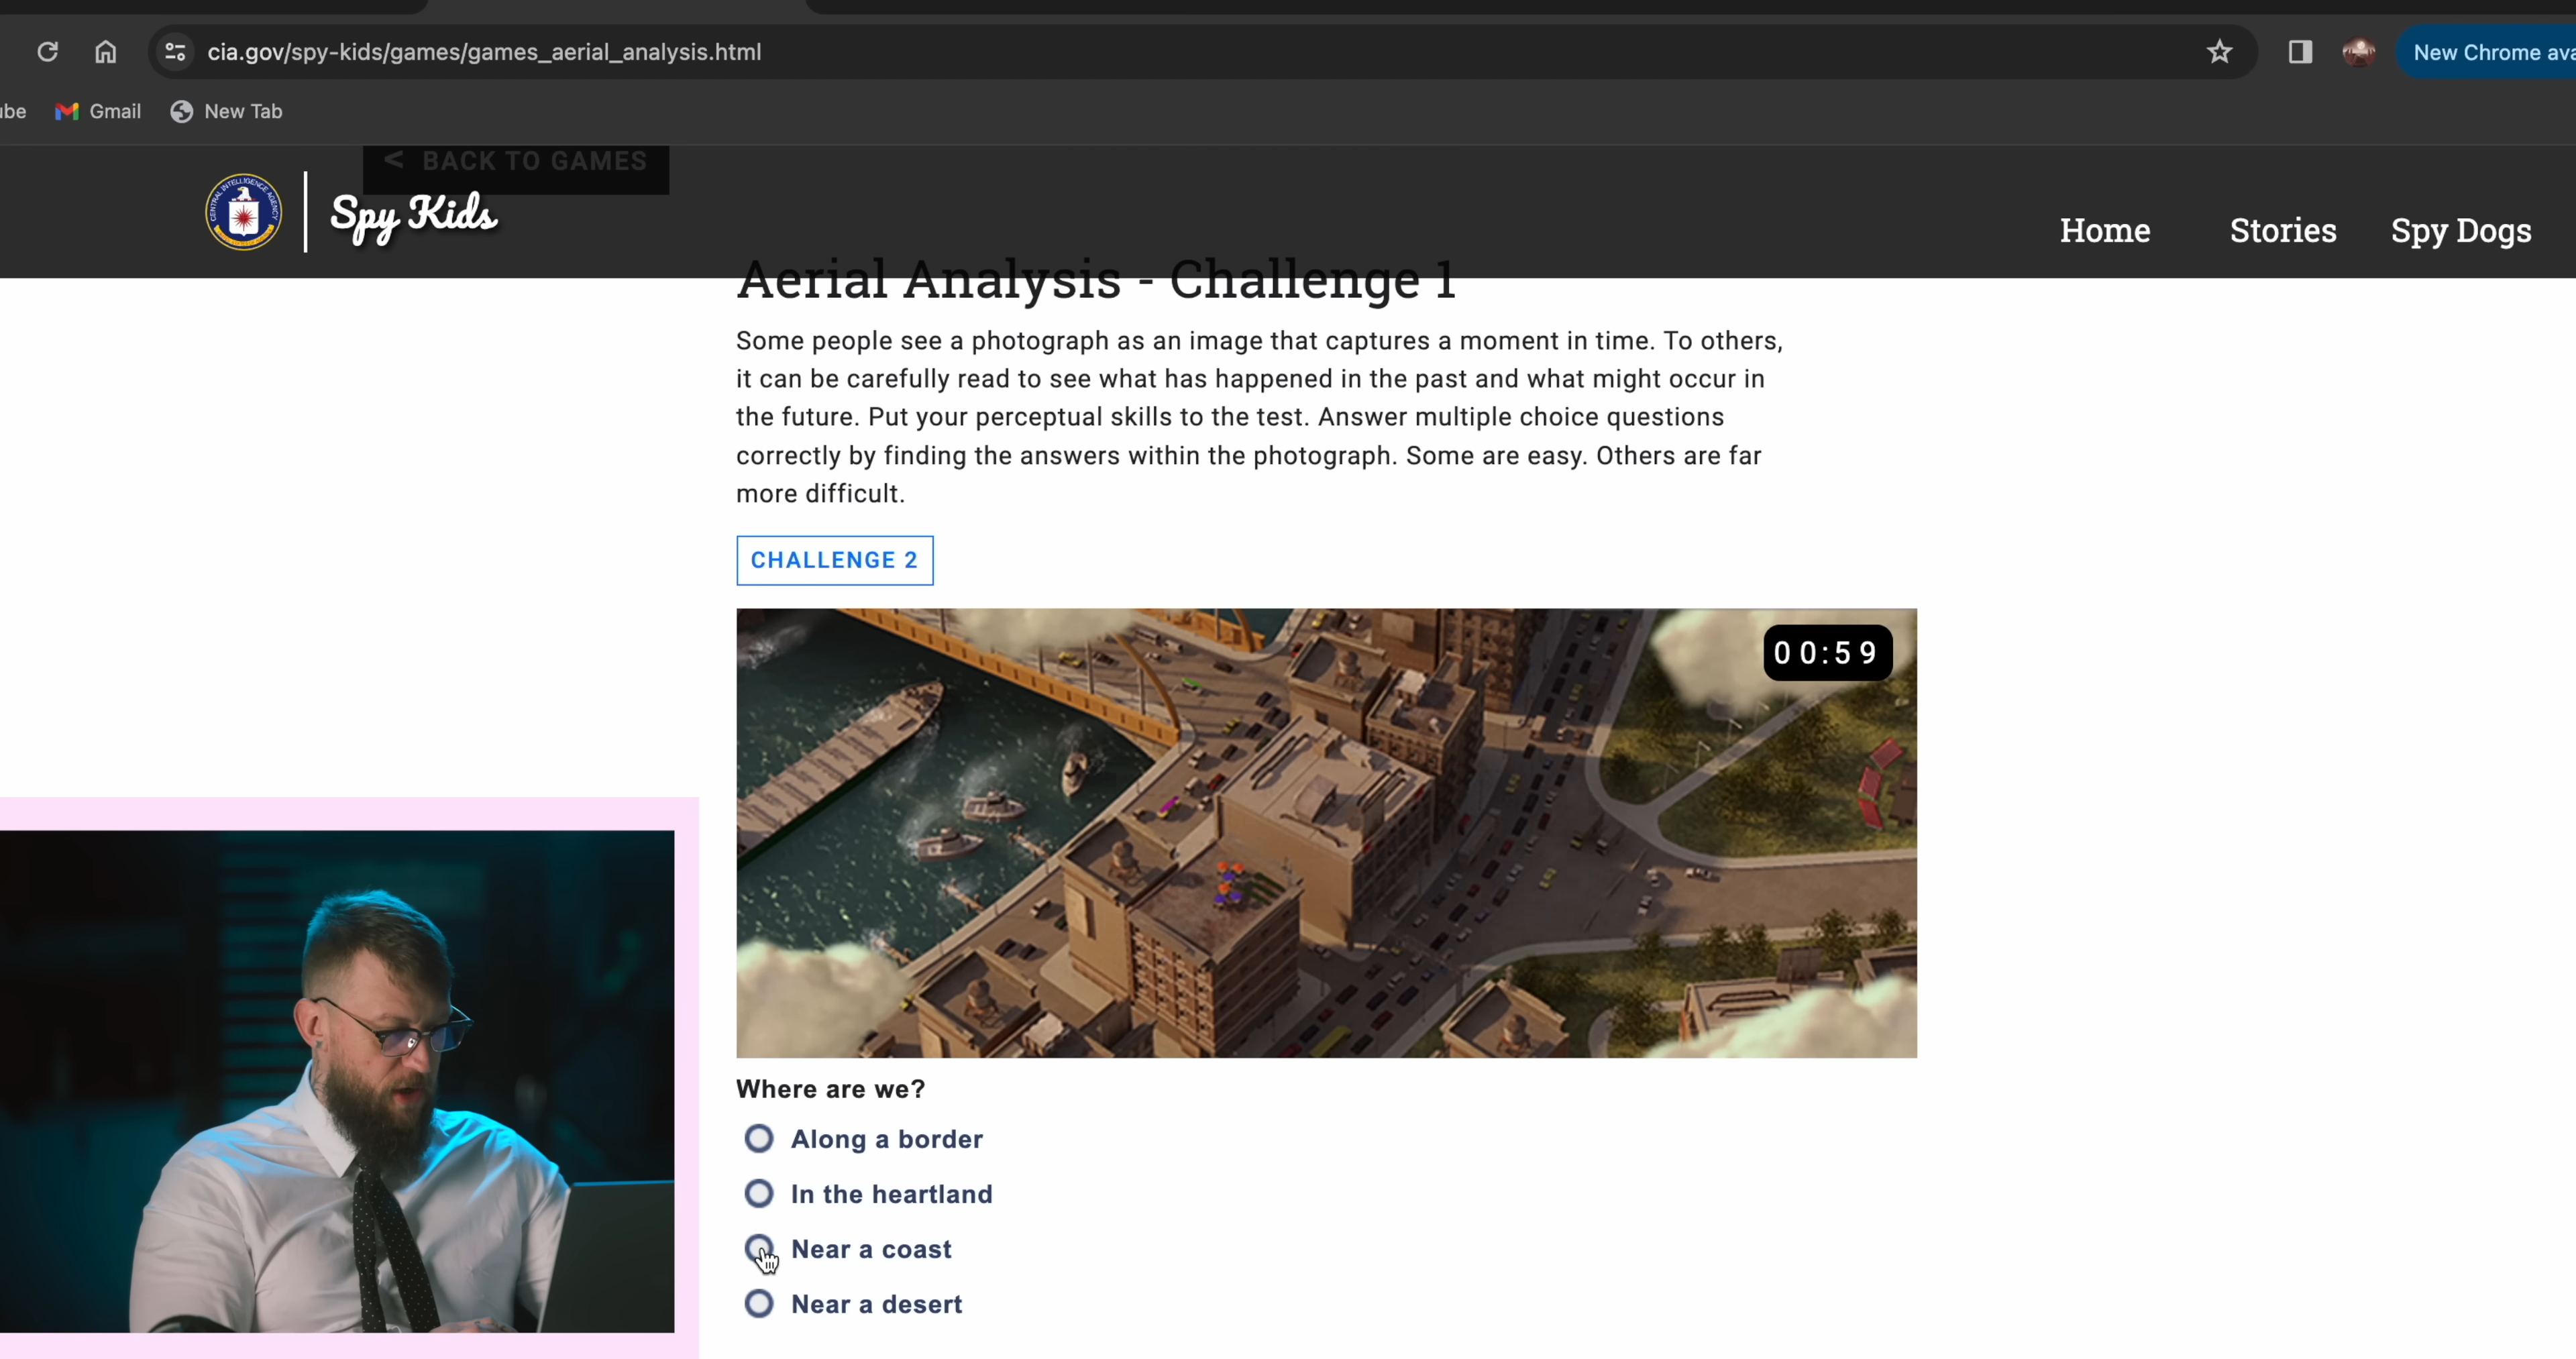 cia.gov/spy-kids/games/games_aerial_analysis.html
New Chrome ava
ube
Gmail
New Tab
< BACK TO GAMES
CENTRAL INTELLIGENCE AGENCY
Spy Kids
Home
Stories
Spy Dogs
Aerial Analysis - Challenge 1
Some people see a photograph as an image that captures a moment in time. To others,
it can be carefully read to see what has happened in the past and what might occur in
the future. Put your perceptual skills to the test. Answer multiple choice questions
correctly by finding the answers within the photograph. Some are easy. Others are far
more difficult.
CHALLENGE 2
00:59
Where are we?
Along a border
In the heartland
Near a coast
Near a desert